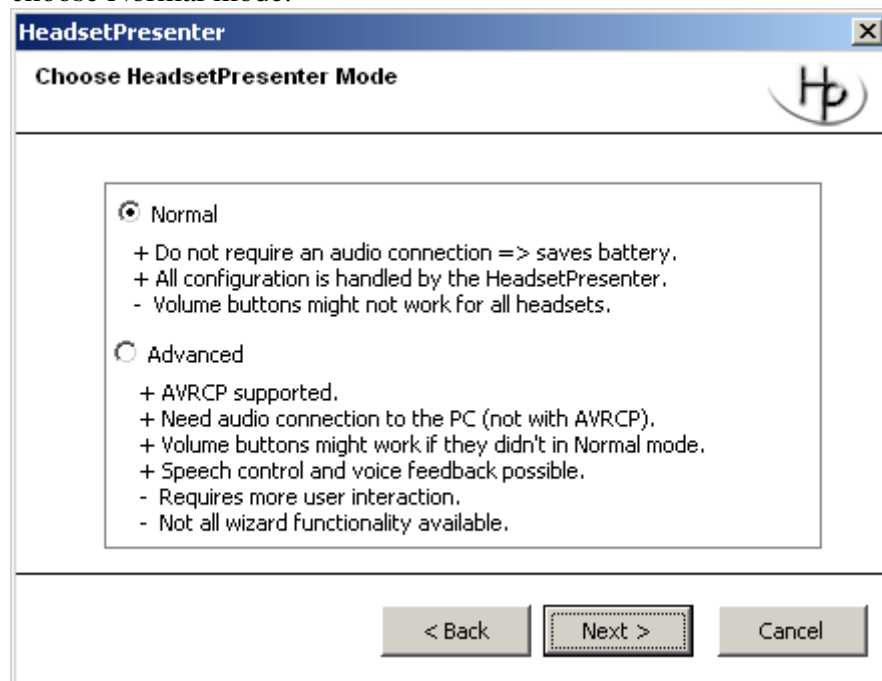 choose Normal mode.
HeadsetPresenter
Choose HeadsetPresenter Mode
Hp
Normal
+ Do not require an audio connection => saves battery.
+ All configuration is handled by the HeadsetPresenter.
- Volume buttons might not work for all headsets.
Advanced
+ AVRCP supported.
+ Need audio connection to the PC (not with AVRCP).
+ Volume buttons might work if they didn't in Normal mode.
+ Speech control and voice feedback possible.
- Requires more user interaction.
- Not all wizard functionality available.
< Back
Next >
Cancel